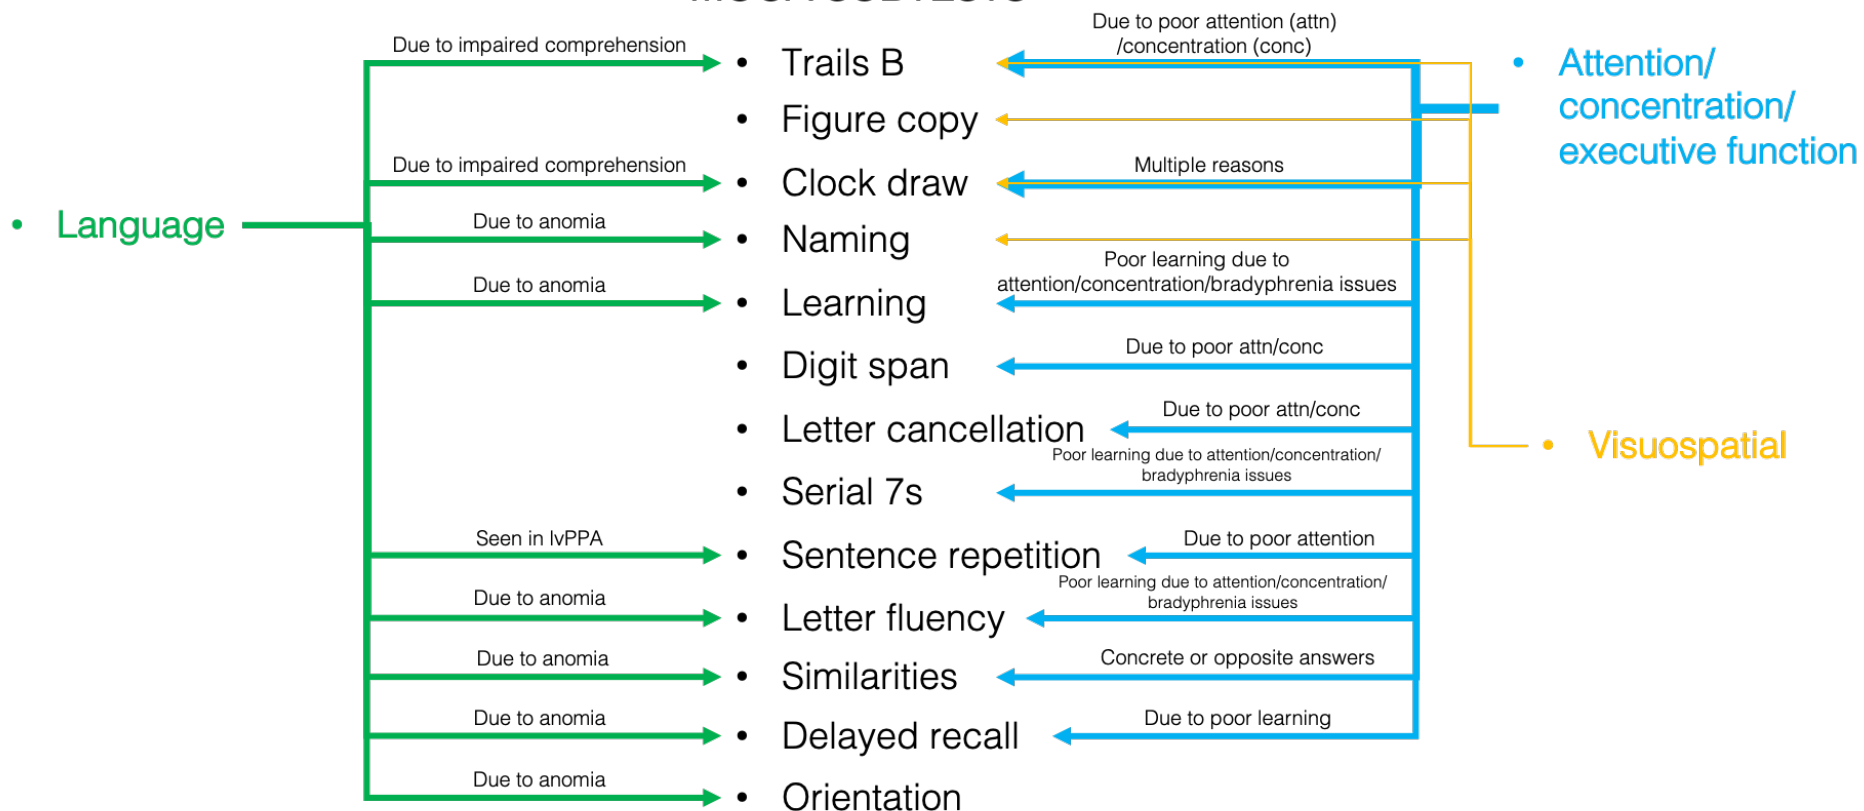 Due to poor attention (attn)
/concentration (conc)
Due to impaired comprehension
• Trails B
• Attention/
concentration/
executive function
• Figure copy
Due to impaired comprehension
• Clock draw
Multiple reasons
• Language
Due to anomia
• Naming
Poor learning due to
attention/concentration/bradyphrenia issues
Due to anomia
• Learning
Due to poor attn/conc
• Digit span
Due to poor attn/conc
• Letter cancellation
• Visuospatial
Poor learning due to attention/concentration/
bradyphrenia issues
• Serial 7s
Seen in lvPPA
• Sentence repetition
Due to poor attention
Poor learning due to attention/concentration/
bradyphrenia issues
Due to anomia
• Letter fluency
Due to anomia
• Similarities
Concrete or opposite answers
Due to anomia
• Delayed recall
Due to poor learning
Due to anomia
• Orientation